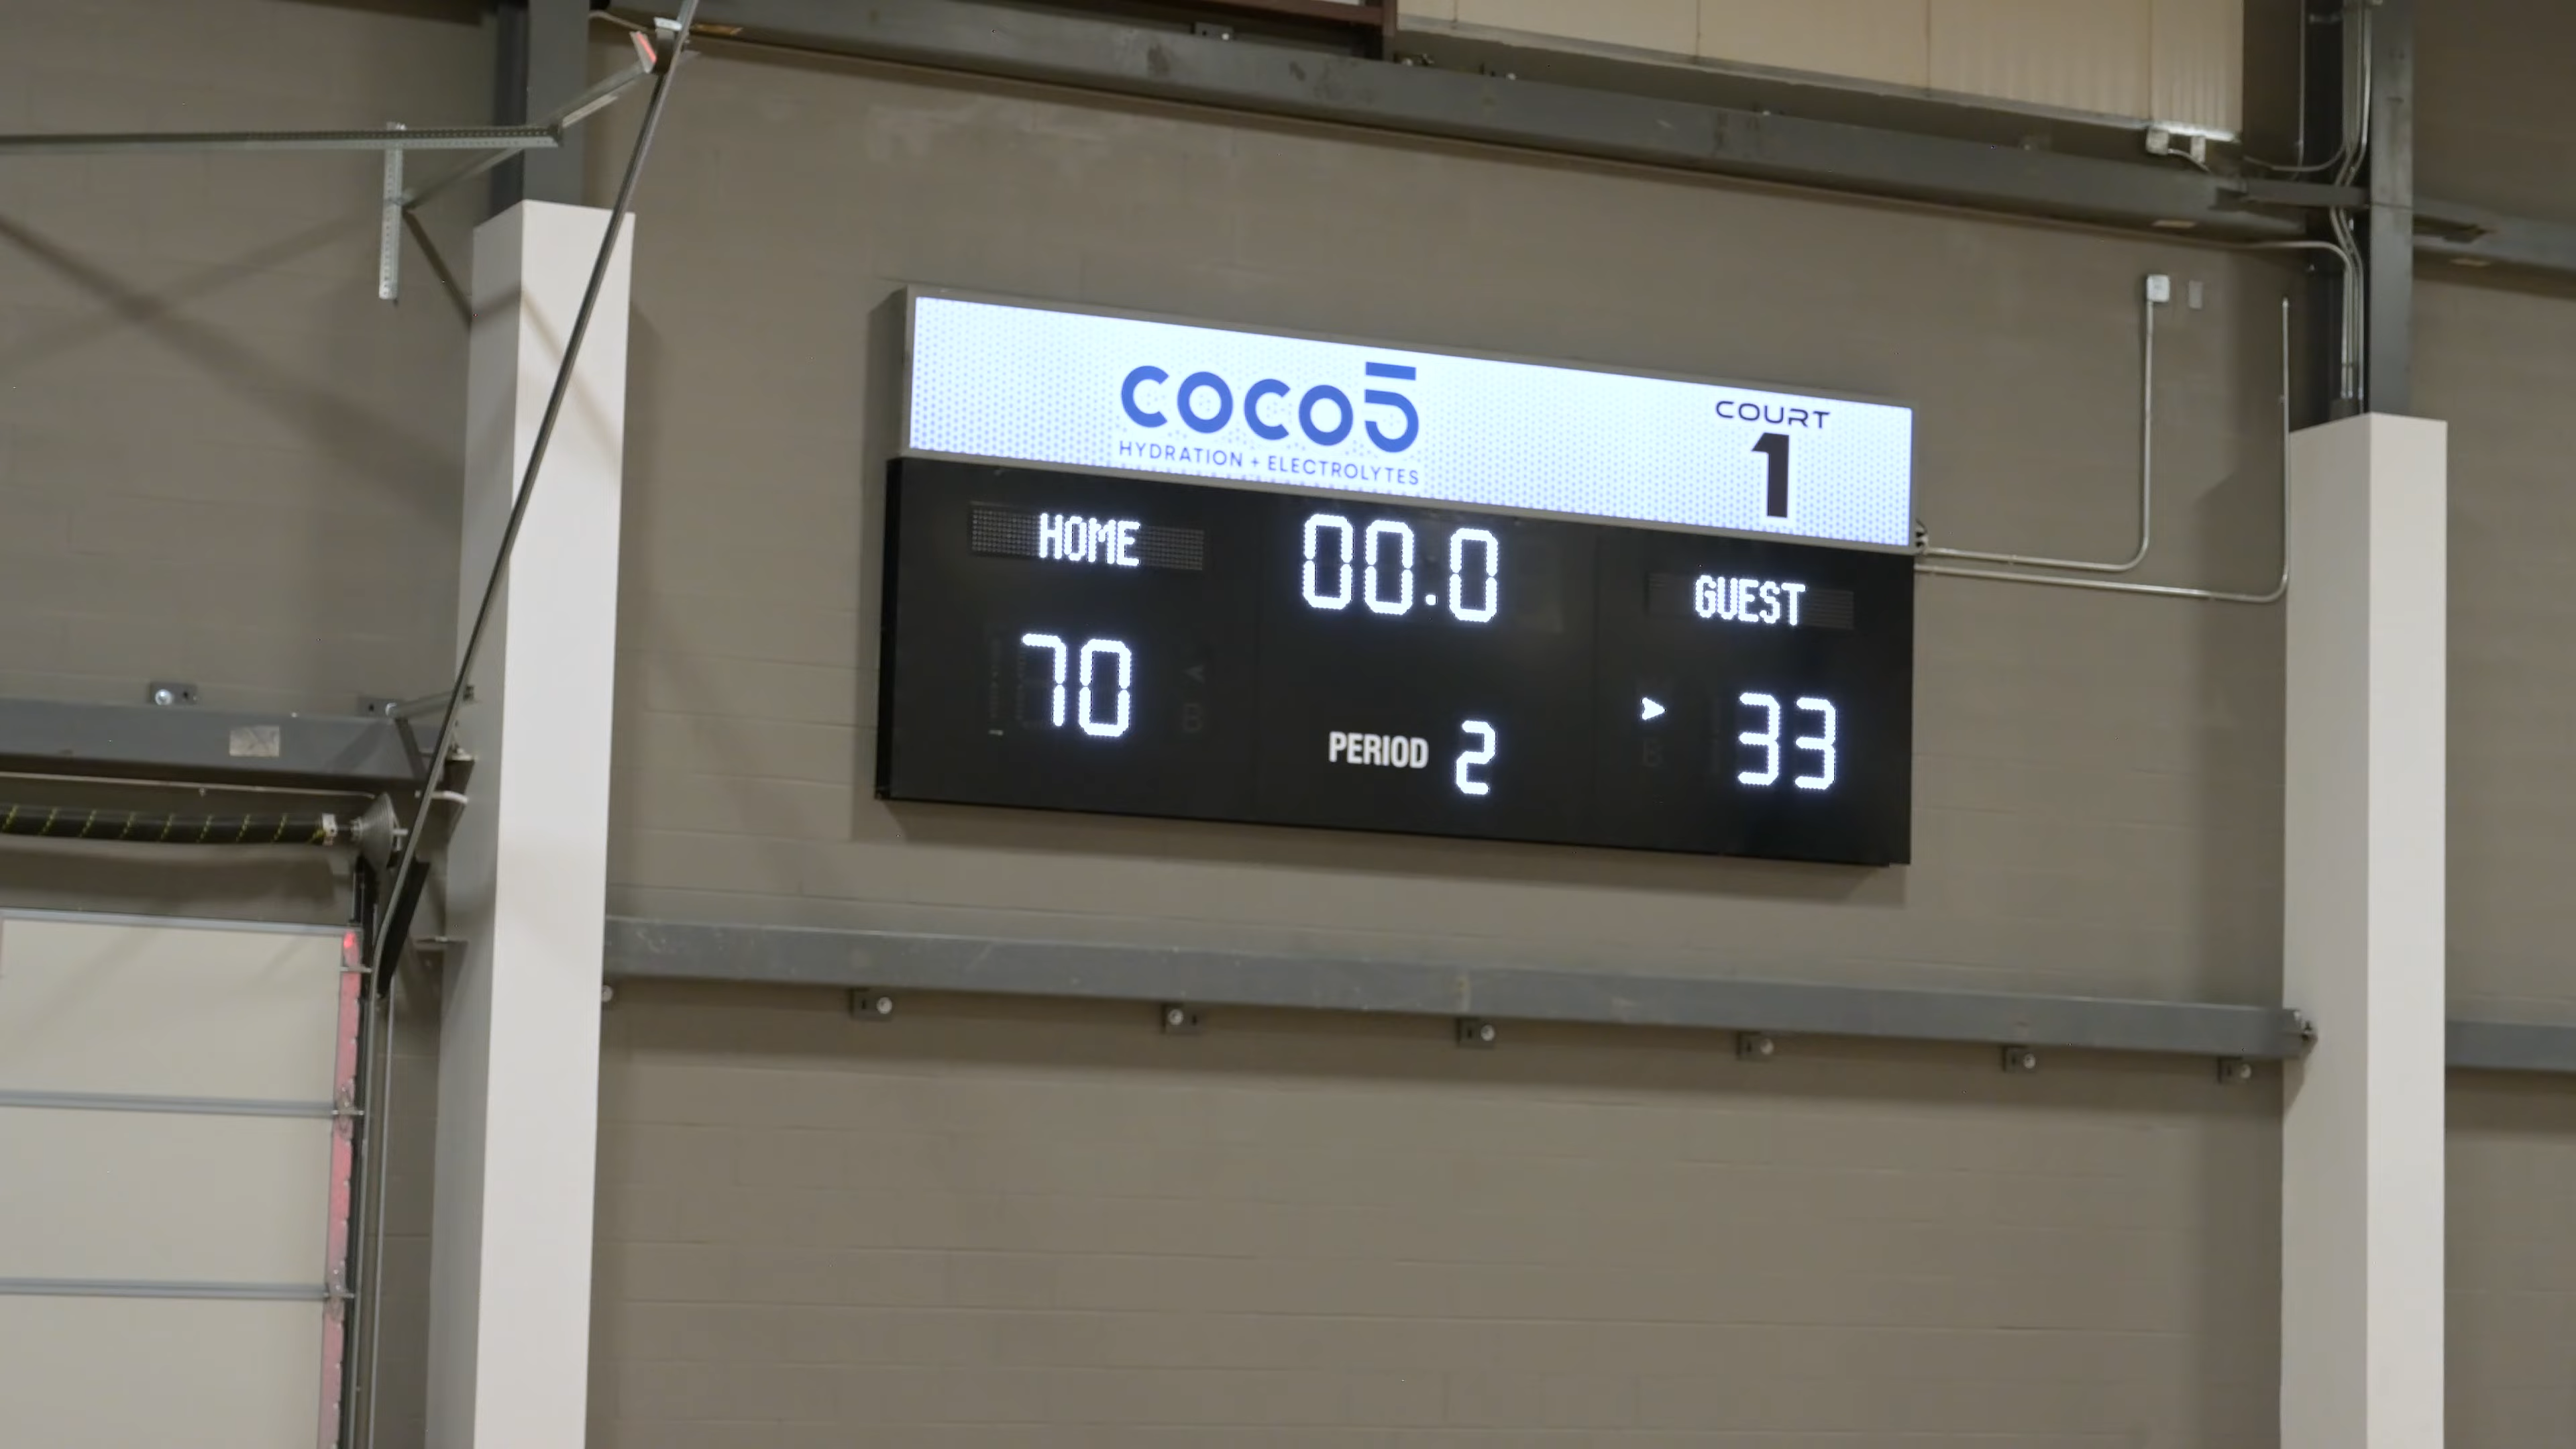 coco5
HYDRATION + ELECTROLYTES
COURT
1
HOME
00.0
GUEST
70
33
PERIOD 2